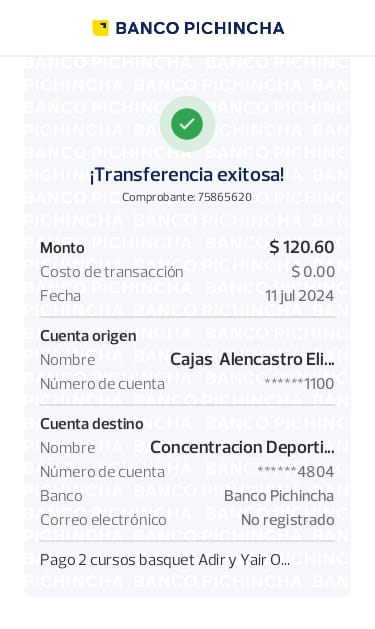 BANCO PICHINCHA
¡Transferencia exitosa!
Comprobante: 75865620
Monto $ 120.60
Costo de transacción $ 0.00
Fecha 11 jul 2024
Cuenta origen
Nombre Cajas Alencastro Eli...
Número de cuenta ******1100
Cuenta destino
Nombre Concentracion Deporti...
Número de cuenta ******4804
Banco Banco Pichincha
Correo electrónico No registrado
Pago 2 cursos basquet Adir y Yair O...